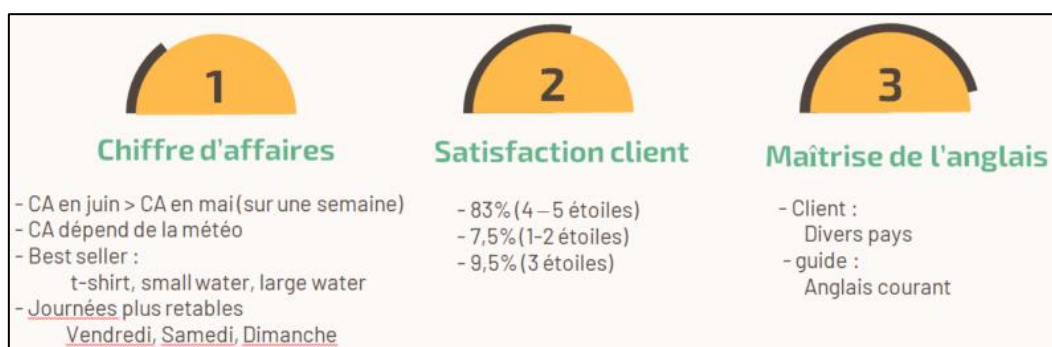 1
Chiffre d'affaires
- CA en juin > CA en mai (sur une semaine)
- CA dépend de la météo
- Best seller :
t-shirt, small water, large water
- Journées plus retables
Vendredi, Samedi, Dimanche
2
Satisfaction client
- 83% (4 – 5 étoiles)
- 7,5% (1-2 étoiles)
- 9,5% (3 étoiles)
3
Maîtrise de l'anglais
- Client :
Divers pays
- guide :
Anglais courant